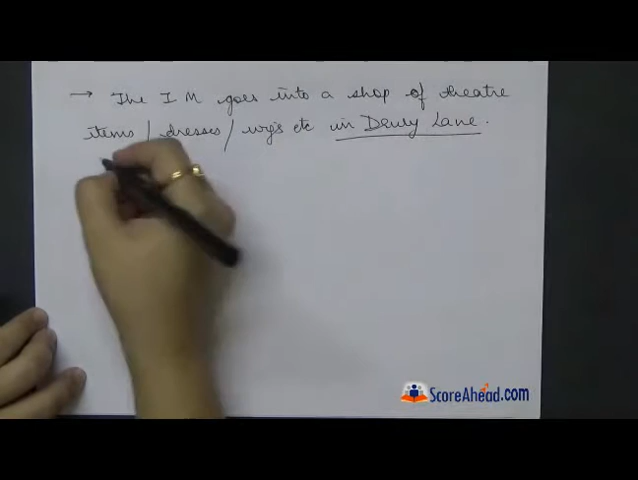 → The I M goes into a shop of theatre
items / dresses / wigs etc in Drury Lane.
ScoreAhead.com